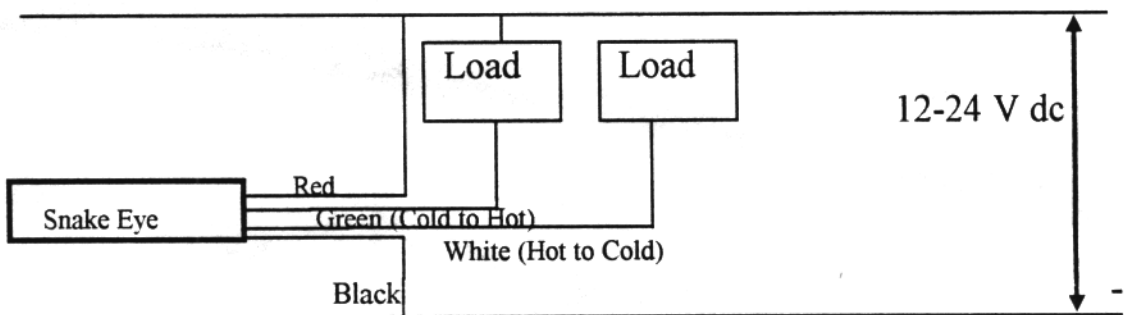 Load
Load
12-24 V dc
Red
Snake Eye
Green (Cold to Hot)
White (Hot to Cold)
Black
-